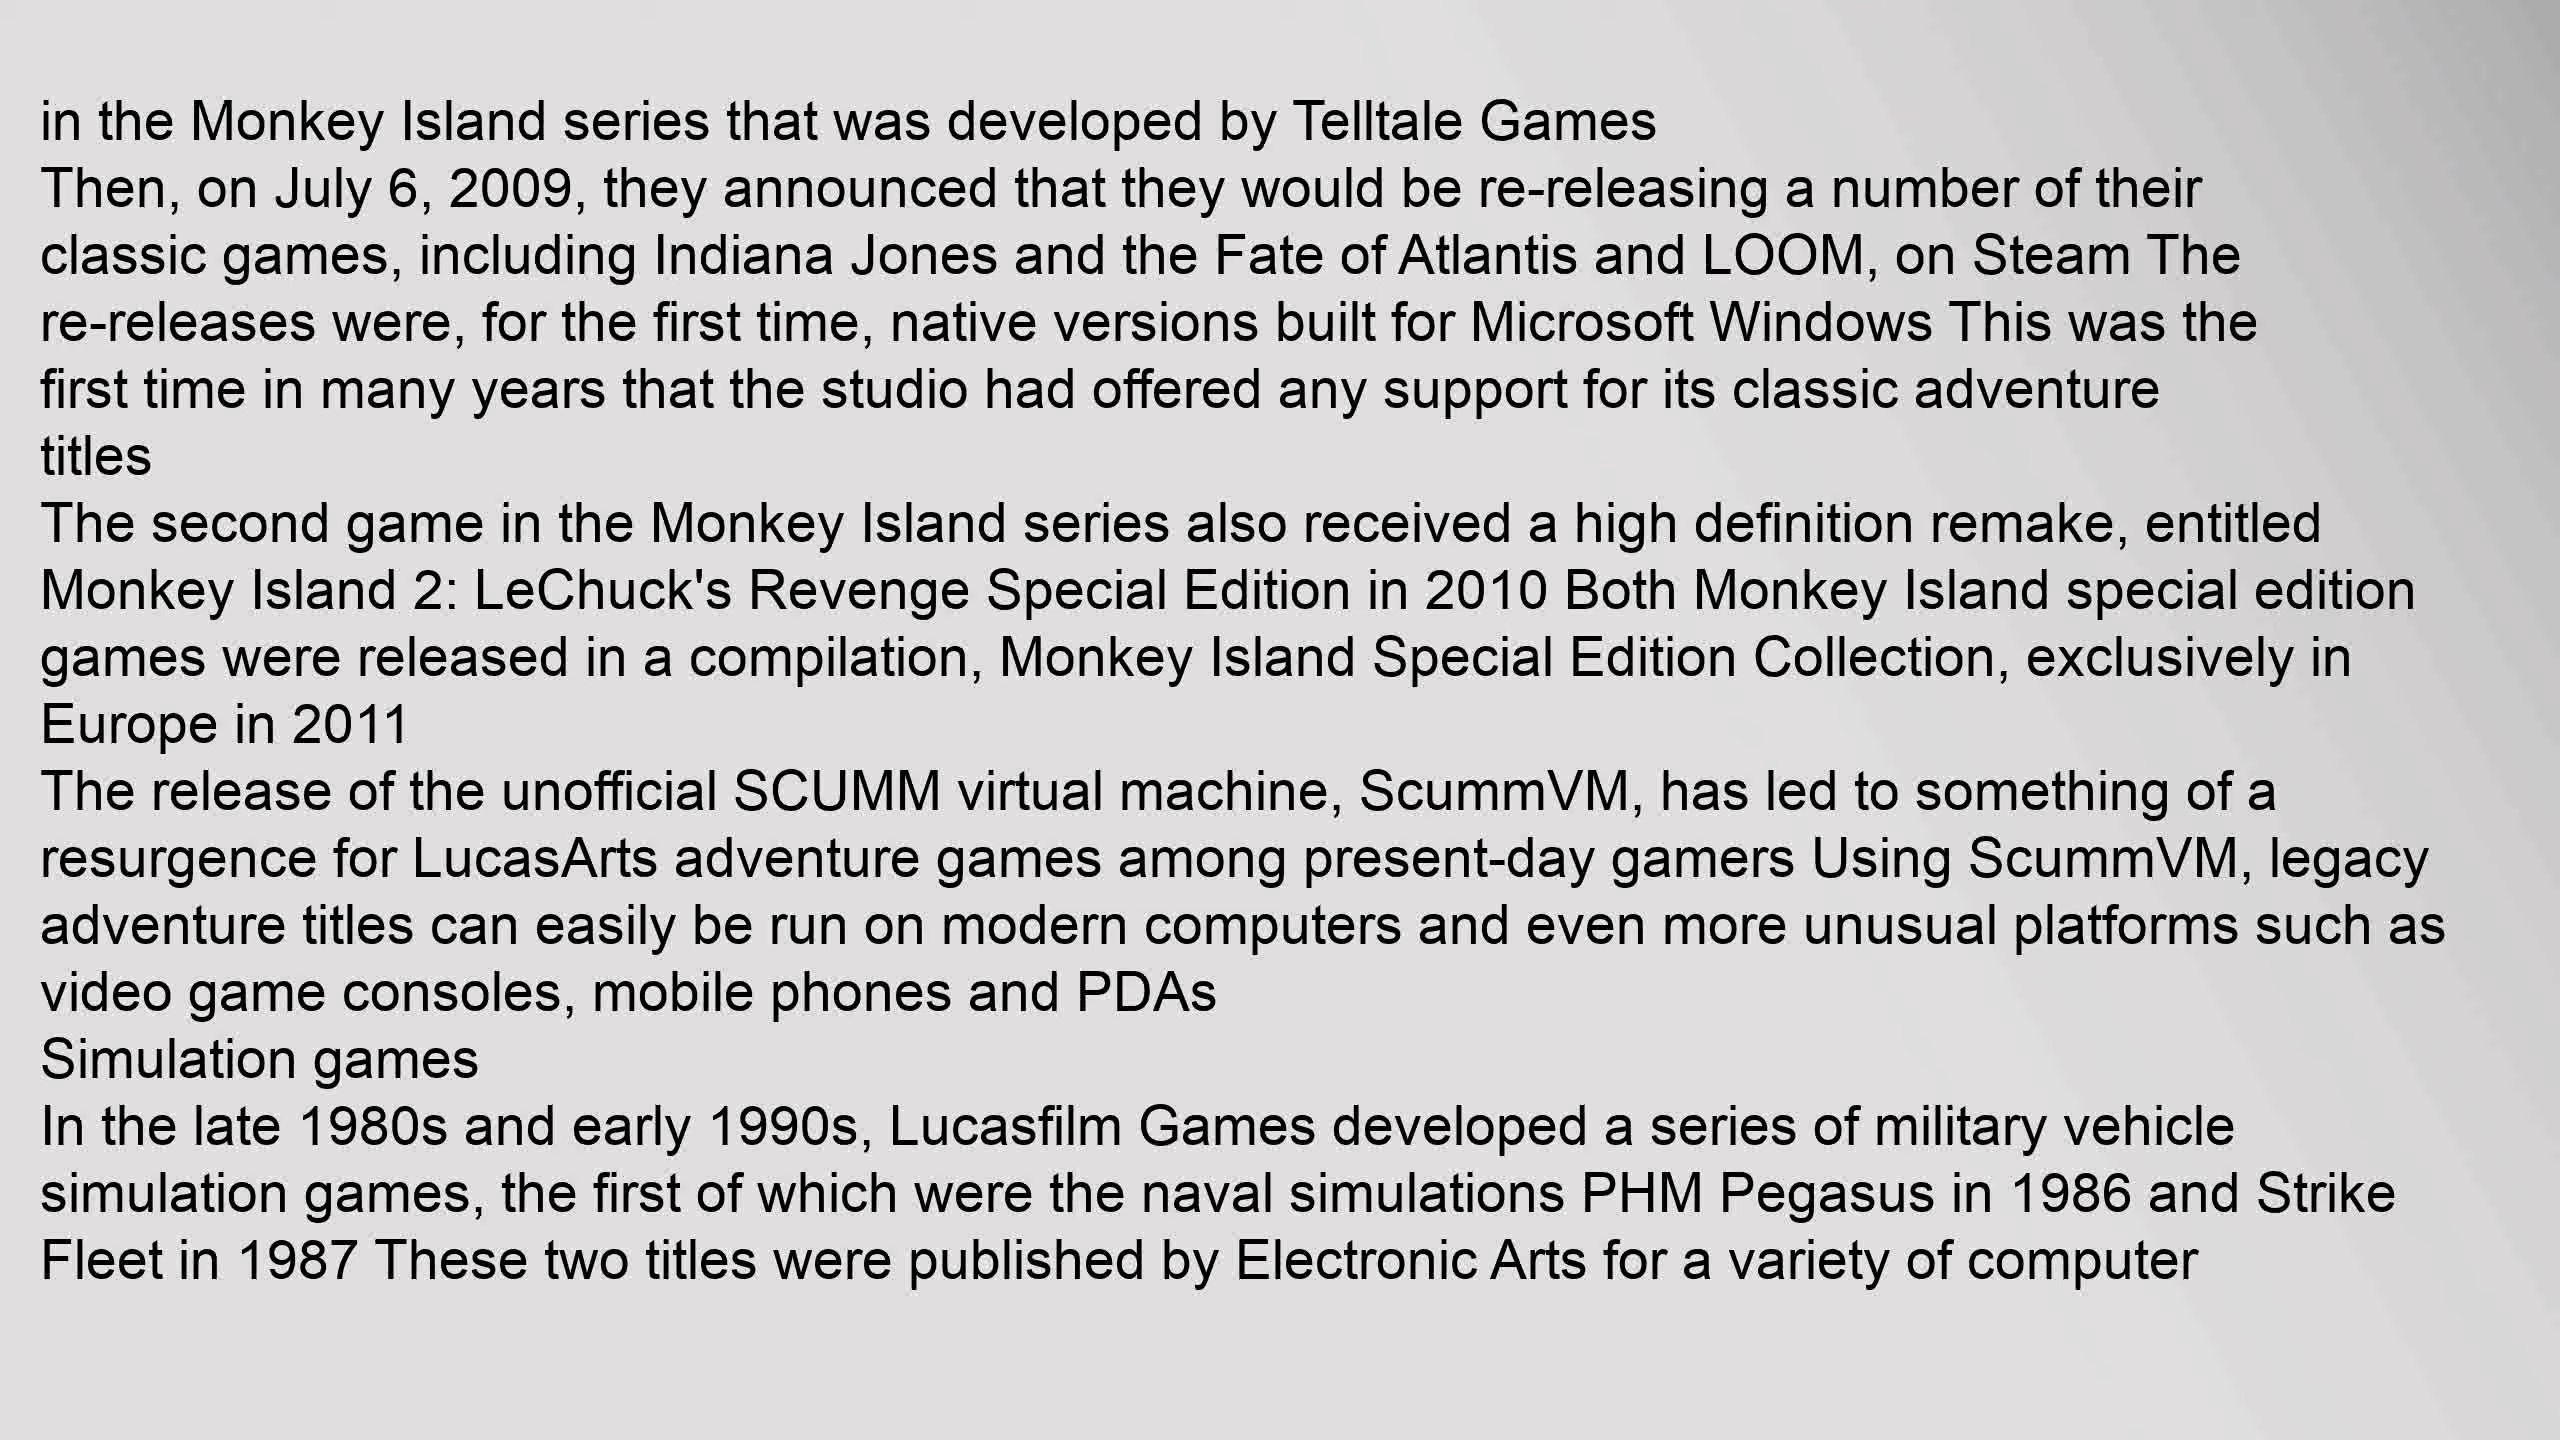 in the Monkey Island series that was developed by Telltale Games
Then, on July 6, 2009, they announced that they would be re-releasing a number of their
classic games, including Indiana Jones and the Fate of Atlantis and LOOM, on Steam The
re-releases were, for the first time, native versions built for Microsoft Windows This was the
first time in many years that the studio had offered any support for its classic adventure
titles
The second game in the Monkey Island series also received a high definition remake, entitled
Monkey Island 2: LeChuck's Revenge Special Edition in 2010 Both Monkey Island special edition
games were released in a compilation, Monkey Island Special Edition Collection, exclusively in
Europe in 2011
The release of the unofficial SCUMM virtual machine, ScummVM, has led to something of a
resurgence for LucasArts adventure games among present-day gamers Using ScummVM, legacy
adventure titles can easily be run on modern computers and even more unusual platforms such as
video game consoles, mobile phones and PDAs
Simulation games
In the late 1980s and early 1990s, Lucasfilm Games developed a series of military vehicle
simulation games, the first of which were the naval simulations PHM Pegasus in 1986 and Strike
Fleet in 1987 These two titles were published by Electronic Arts for a variety of computer